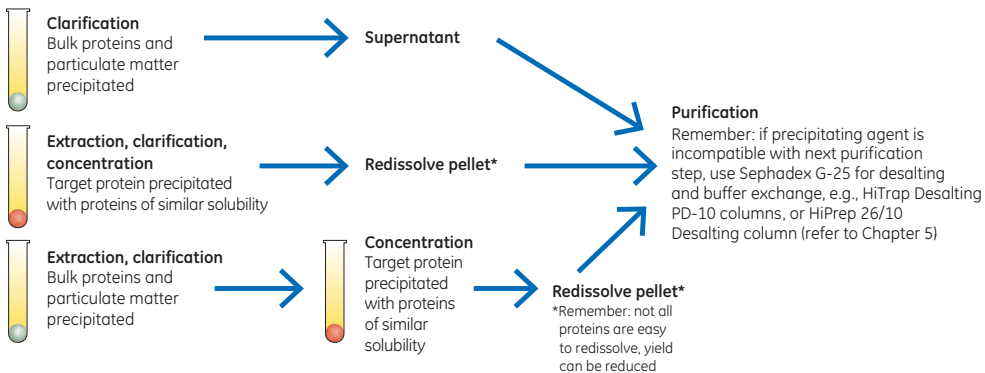 Clarification
Bulk proteins and
particulate matter
precipitated
Supernatant
Extraction, clarification,
concentration
Target protein precipitated
with proteins of similar solubility
Redissolve pellet*
Extraction, clarification
Bulk proteins and
particulate matter
precipitated
Concentration
Target protein
precipitated
with proteins
of similar
solubility
Redissolve pellet*
*Remember: not all
proteins are easy
to redissolve, yield
can be reduced
Purification
Remember: if precipitating agent is
incompatible with next purification
step, use Sephadex G-25 for desalting
and buffer exchange, e.g., HiTrap Desalting
PD-10 columns, or HiPrep 26/10
Desalting column (refer to Chapter 5)